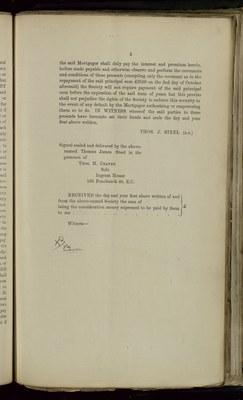 3
the said Mortgagor shall duly pay the interest and premium herein-
before made payable and otherwise observe and perform the covenants
and conditions of these presents (excepting only the covenant as to the
repayment of the said principal sum on the 2nd day of October
aforesaid) the Society will not require payment of the said principal
sum before the expiration of the said term of years but this proviso
shall not prejudice the rights of the Society to enforce this security in
the event of any default by the Mortgagor authorising or empowering
them so to do. IN WITNESS whereof the said parties to these
presents have hereunto set their hands and seals the day and year
first above written.
THOS. J. STEEL (L.S.)
Signed sealed and delivered by the above-
named Thomas James Steel in the
presence of
THOS. H.
Solr
Ingram House
165 Fenchurch St. E.C.
RECEIVED the day and year first above written of and
from the above-named Society the sum of
being the consideration money expressed to be paid by them
to me
£
Witness—